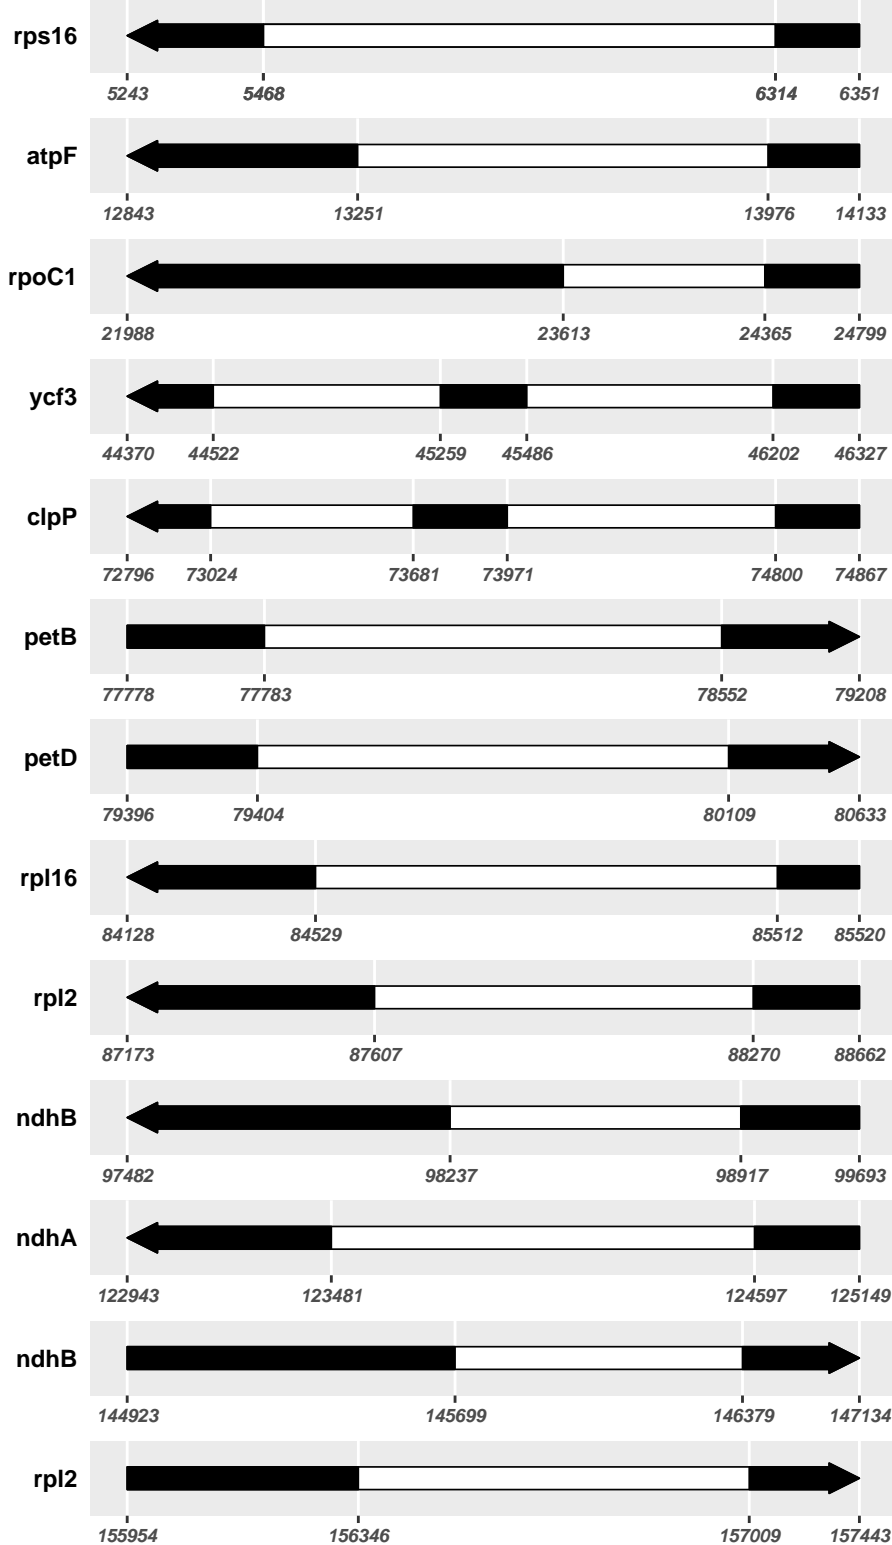 rps16
5243 5468 6314 6351
atpF
12843 13251 13976 14133
rpoC1
21988 23613 24365 24799
ycf3
44370 44522 45259 45486 46202 46327
clpP
72796 73024 73681 73971 74800 74867
petB
77778 77783 78552 79208
petD
79396 79404 80109 80633
rpl16
84128 84529 85512 85520
rpl2
87173 87607 88270 88662
ndhB
97482 98237 98917 99693
ndhA
122943 123481 124597 125149
ndhB
144923 145699 146379 147134
rpl2
155954 156346 157009 157443